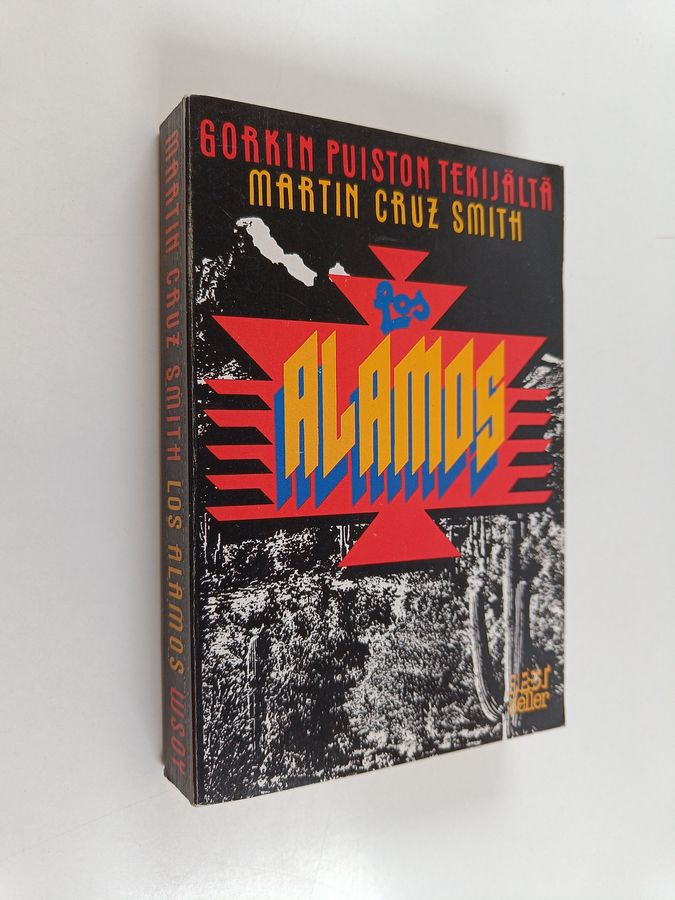 GORKIN PUISTON TEKIJÄLTÄ
MARTIN CRUZ SMITH
Los
ALAMOS
BEST
seller
MARTIN CRUZ SMITH LOS ALAMOS WSOY